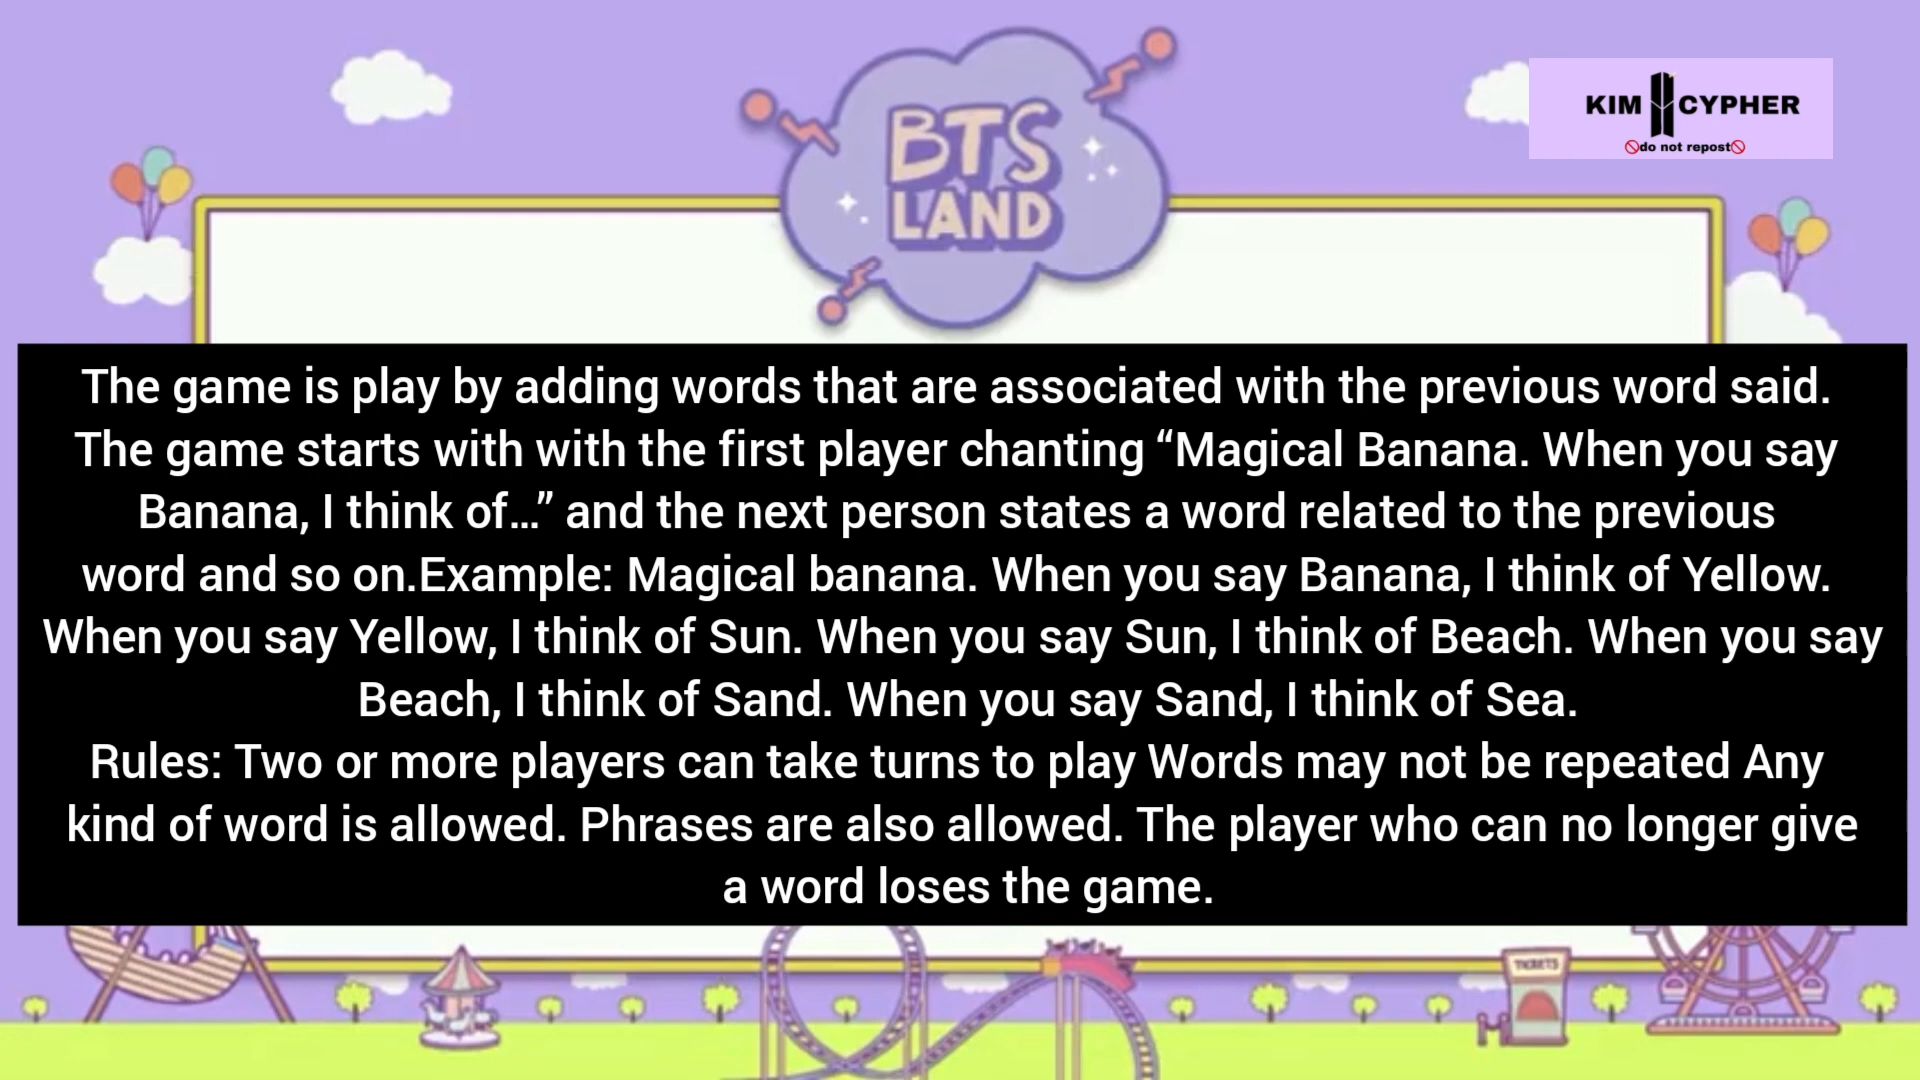 BTS
LAND
KIM CYPHER
🚫do not repost🚫
The game is play by adding words that are associated with the previous word said.
The game starts with with the first player chanting “Magical Banana. When you say
Banana, I think of…” and the next person states a word related to the previous
word and so on.Example: Magical banana. When you say Banana, I think of Yellow.
When you say Yellow, I think of Sun. When you say Sun, I think of Beach. When you say
Beach, I think of Sand. When you say Sand, I think of Sea.
Rules: Two or more players can take turns to play Words may not be repeated Any
kind of word is allowed. Phrases are also allowed. The player who can no longer give
a word loses the game.
TICKETS